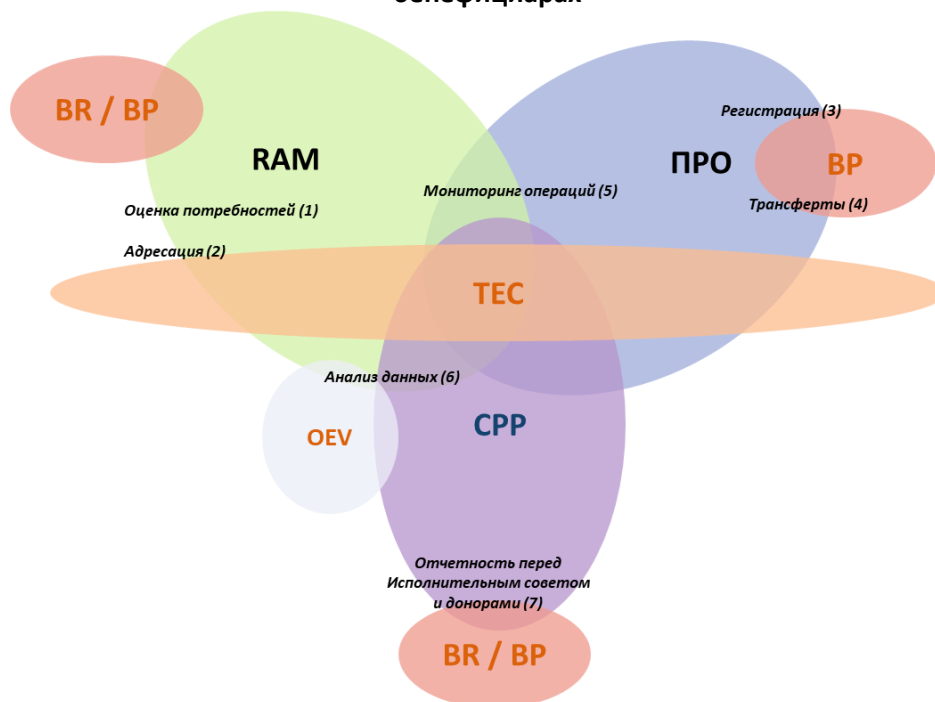 бенефициарах
BR / BP
RAM
Регистрация (3)
ПРО
BP
Мониторинг операций (5)
Трансферты (4)
Оценка потребностей (1)
Адресация (2)
TEC
Анализ данных (6)
OEV
CPP
Отчетность перед
Исполнительным советом
и донорами (7)
BR / BP